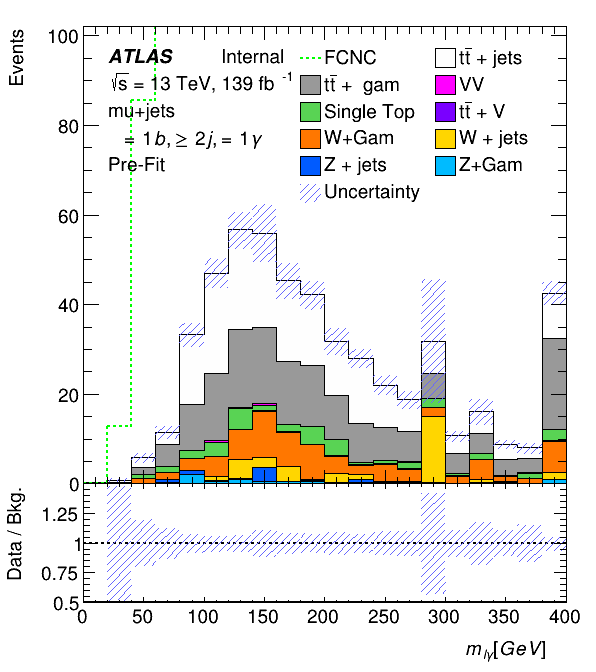 Events
100
80
60
40
20
0
ATLAS Internal
√s = 13 TeV, 139 fb⁻¹
mu+jets
= 1b, ≥ 2j, = 1γ
Pre-Fit
FCNC
tt̄ + jets
tt̄ + gam
VV
Single Top
tt̄ + V
W+Gam
W + jets
Z + jets
Z+Gam
Uncertainty
Data / Bkg.
1.25
1
0.75
0.5
0 50 100 150 200 250 300 350 400
m_lγ[GeV]